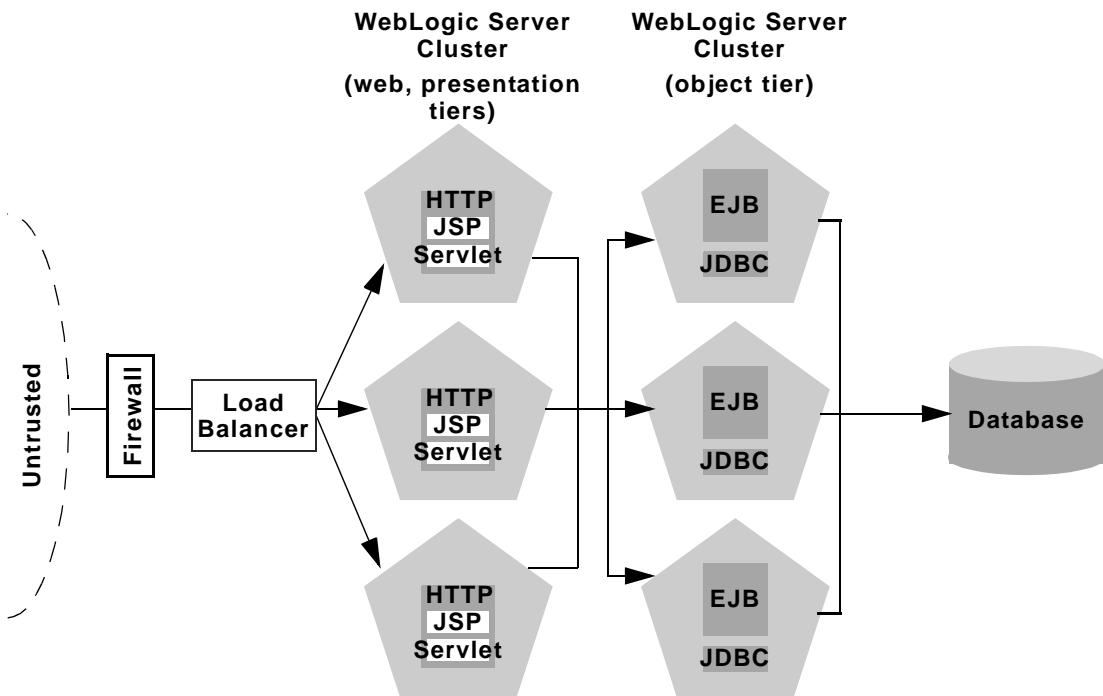 WebLogic Server
Cluster
(web, presentation
tiers)
WebLogic Server
Cluster
(object tier)
Untrusted
Firewall
Load
Balancer
HTTP
JSP
Servlet
HTTP
JSP
Servlet
HTTP
JSP
Servlet
EJB
JDBC
EJB
JDBC
EJB
JDBC
Database